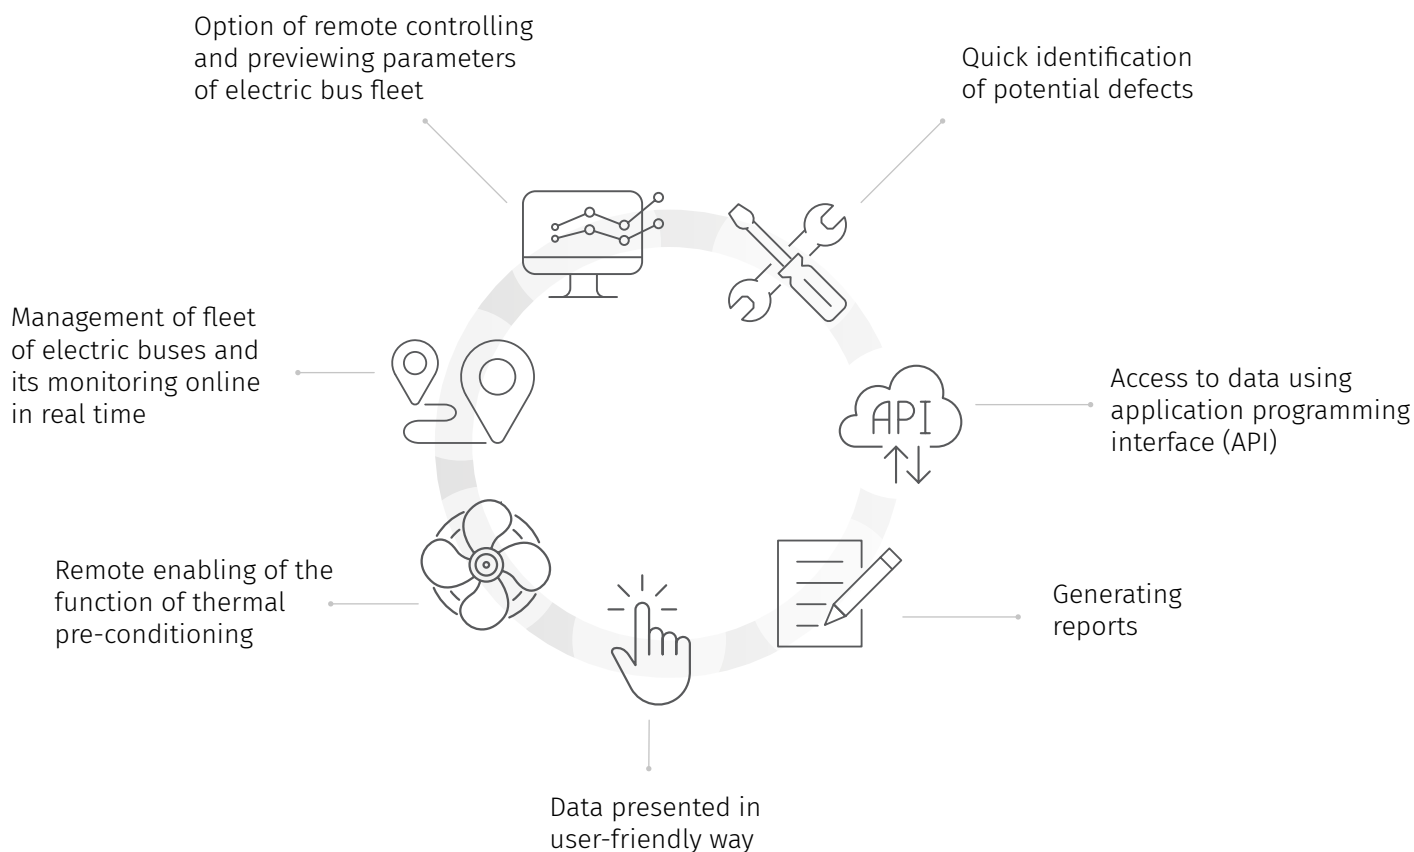 Option of remote controlling
and previewing parameters
of electric bus fleet
Quick identification
of potential defects
Management of fleet
of electric buses and
its monitoring online
in real time
API
Access to data using
application programming
interface (API)
Remote enabling of the
function of thermal
pre-conditioning
Generating
reports
Data presented in
user-friendly way